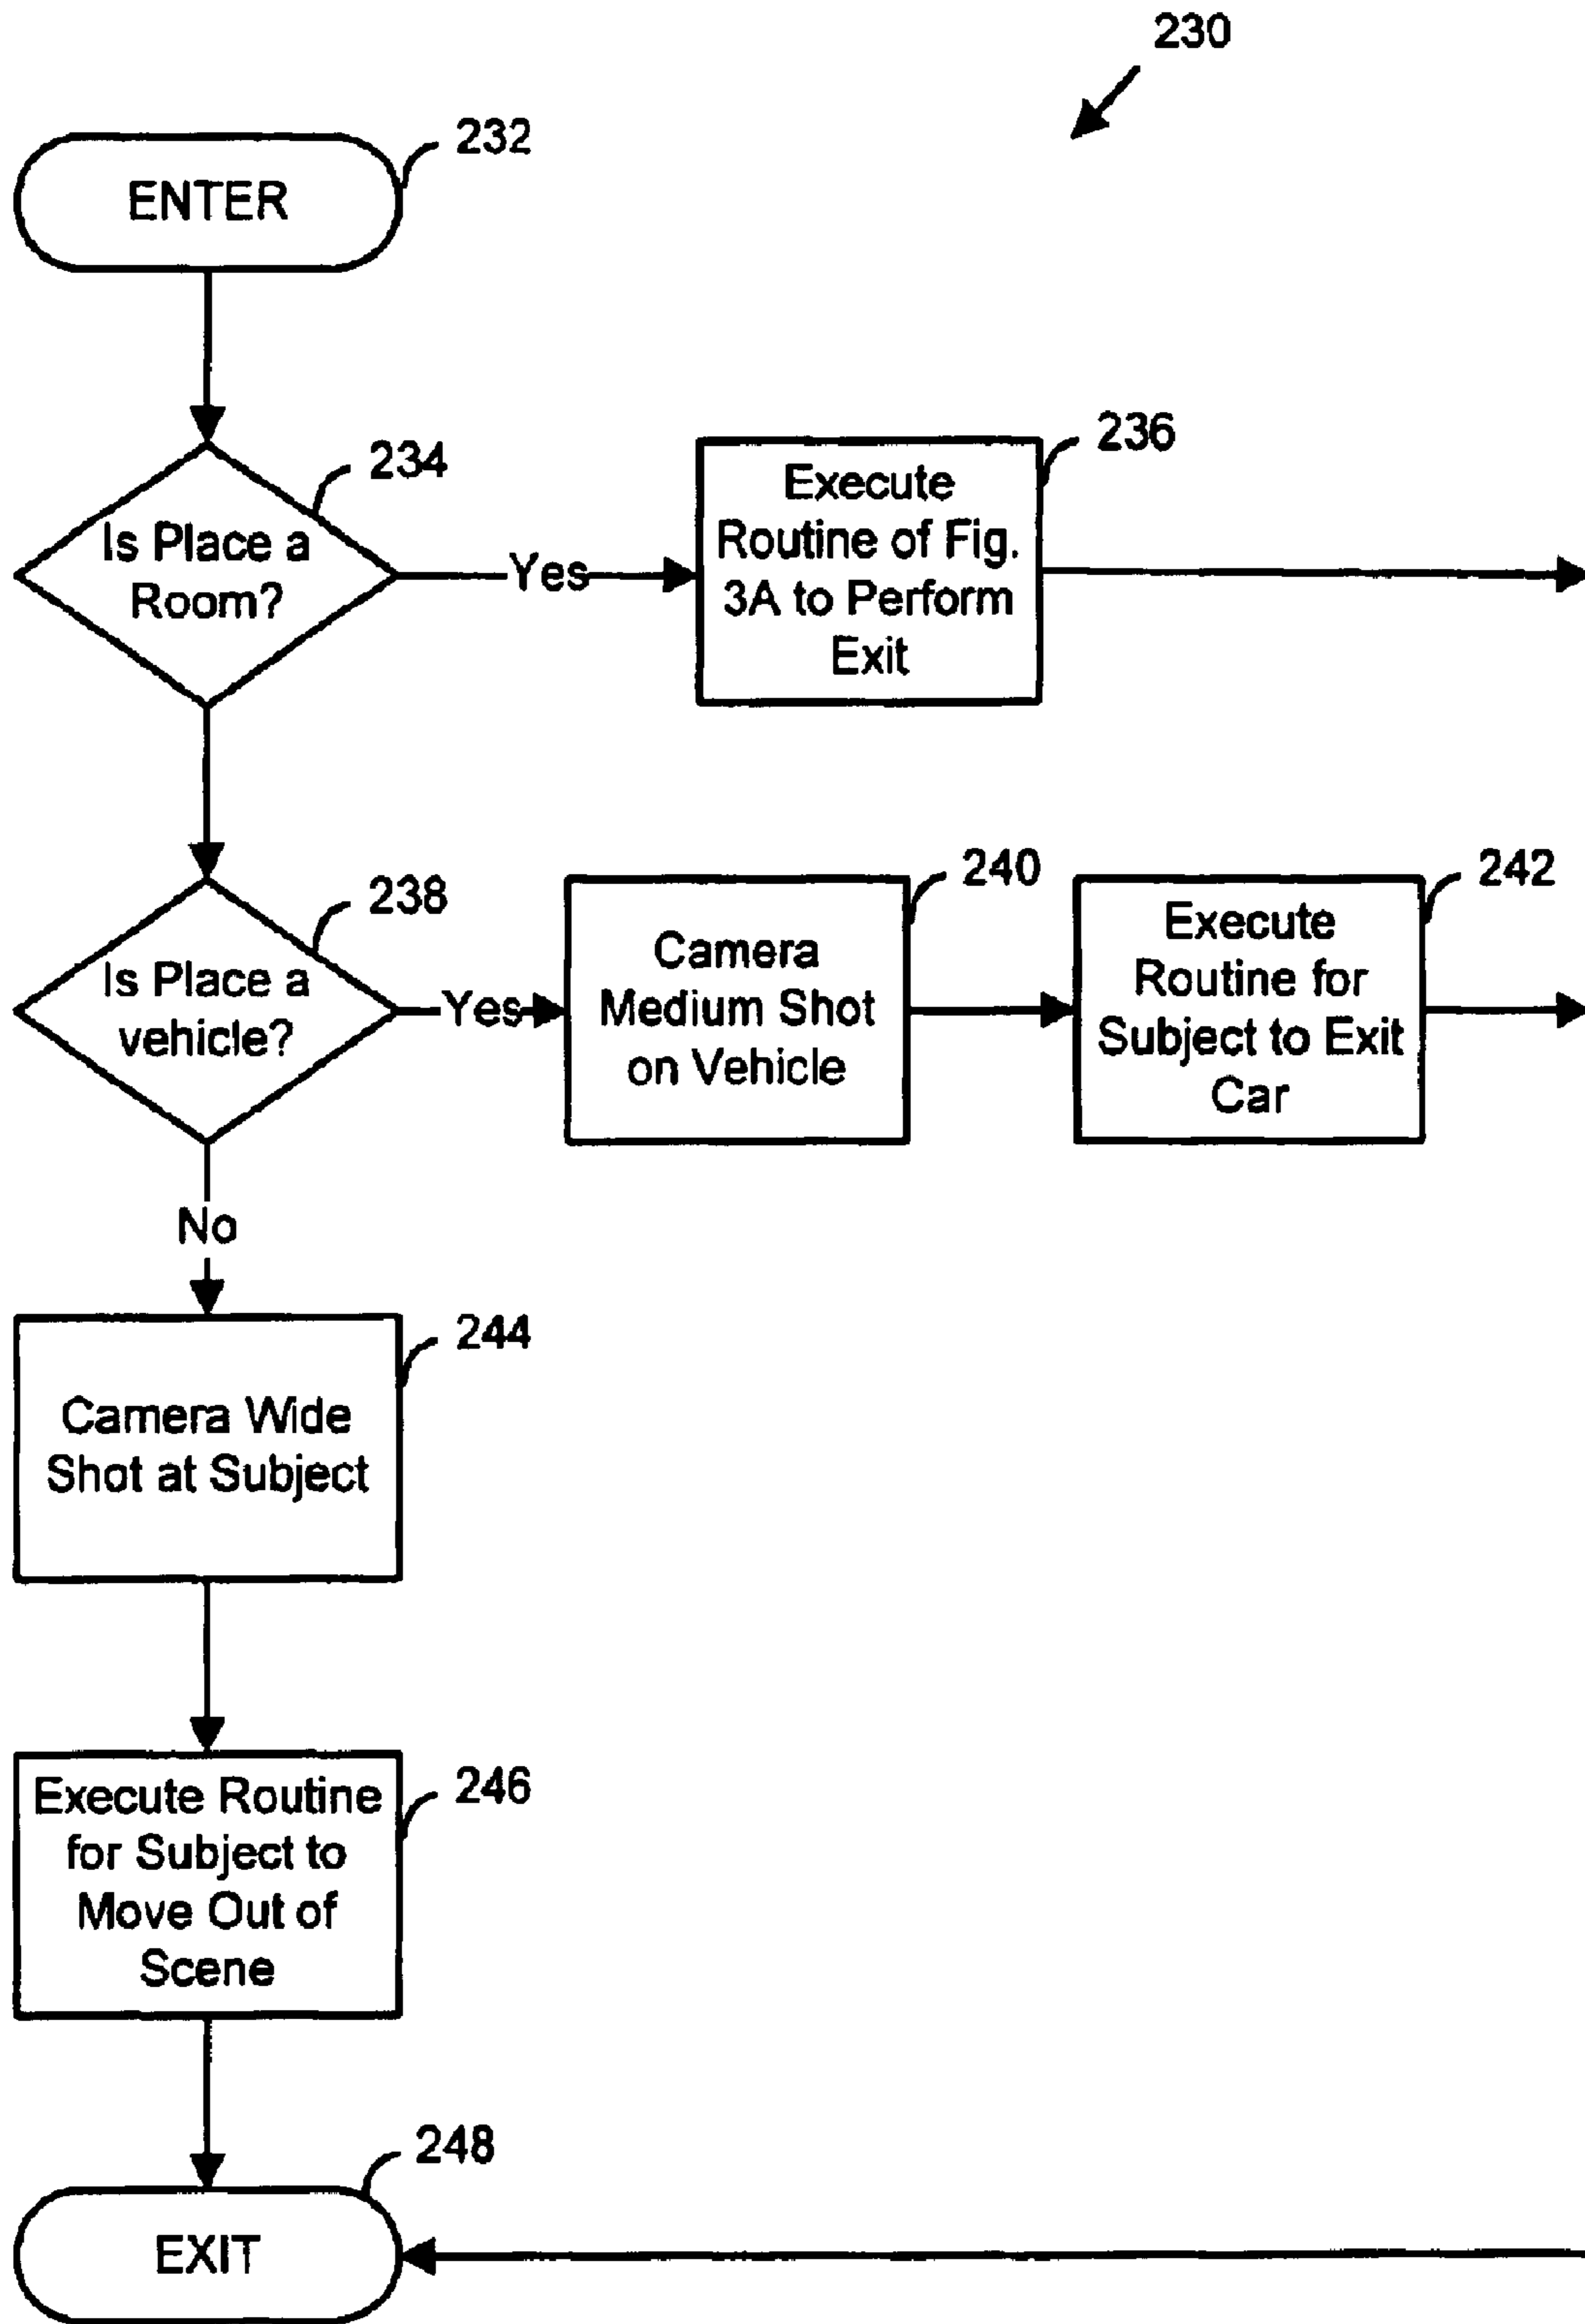 230
232
ENTER
234
Is Place a
Room?
Yes
236
Execute
Routine of Fig.
3A to Perform
Exit
238
Is Place a
vehicle?
Yes
240
Camera
Medium Shot
on Vehicle
242
Execute
Routine for
Subject to Exit
Car
No
244
Camera Wide
Shot at Subject
246
Execute Routine
for Subject to
Move Out of
Scene
248
EXIT